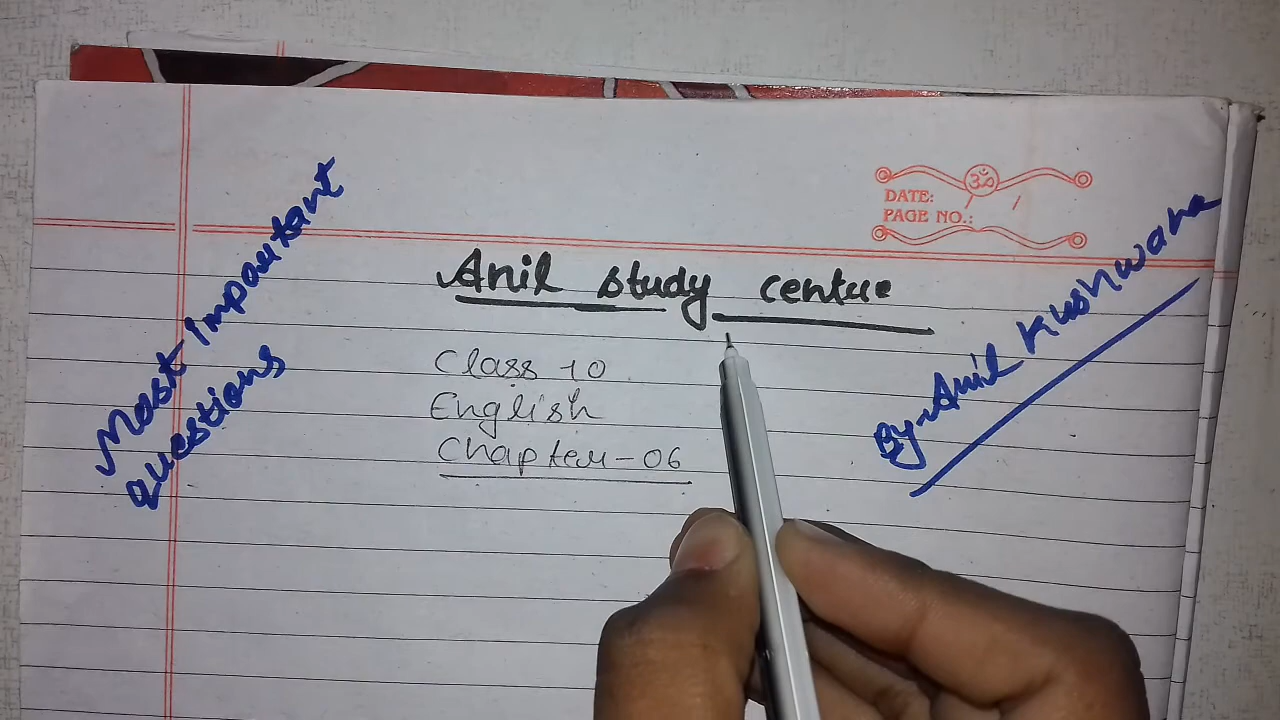 Most Important
Questions
ॐ
DATE: / /
PAGE NO.:
Anil study centre
By-Anil Kushwaha
Class 10
English
Chapter-06